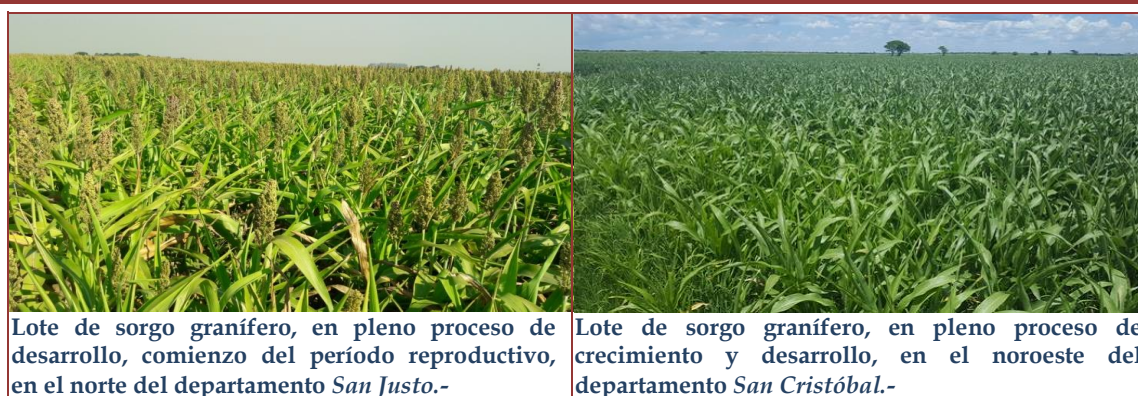 Lote de sorgo granífero, en pleno proceso de
desarrollo, comienzo del período reproductivo,
en el norte del departamento San Justo.-
Lote de sorgo granífero, en pleno proceso de
crecimiento y desarrollo, en el noroeste del
departamento San Cristóbal.-